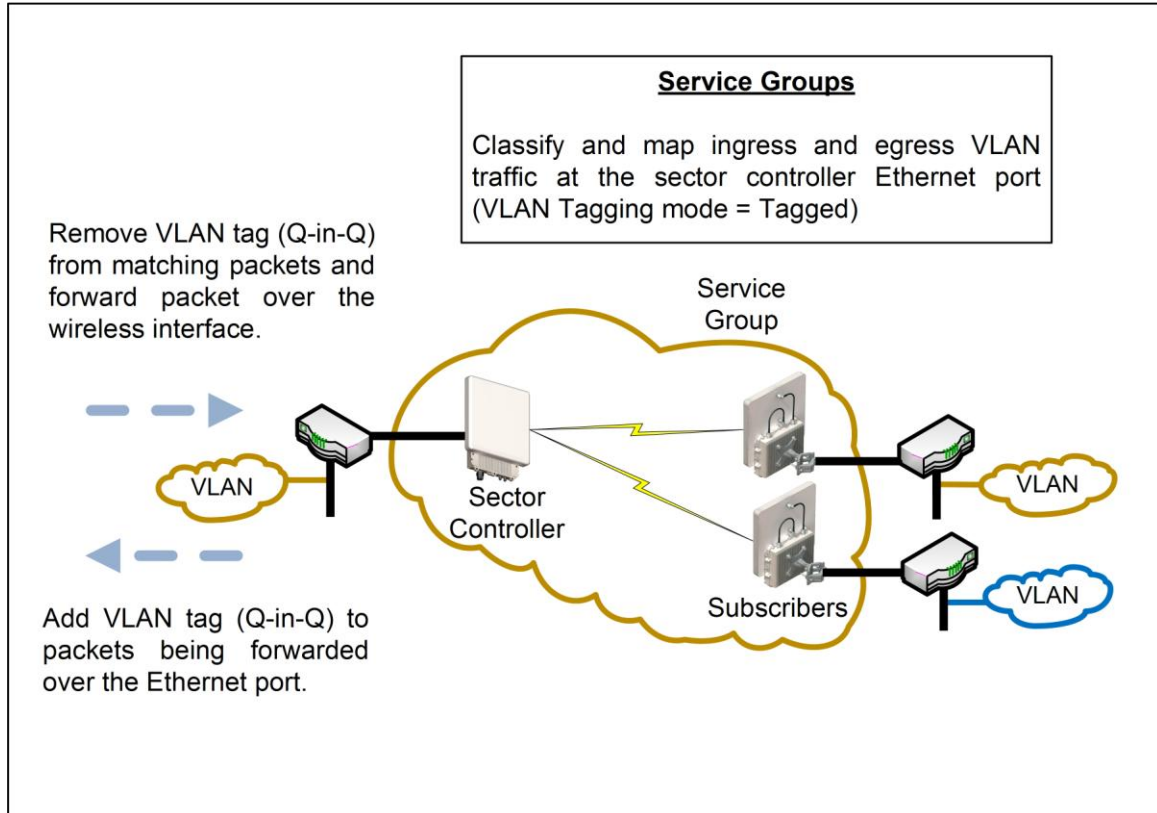 Service Groups
Classify and map ingress and egress VLAN
traffic at the sector controller Ethernet port
(VLAN Tagging mode = Tagged)
Remove VLAN tag (Q-in-Q)
from matching packets and
forward packet over the
wireless interface.
Service
Group
VLAN
Sector
Controller
VLAN
Subscribers
VLAN
Add VLAN tag (Q-in-Q) to
packets being forwarded
over the Ethernet port.